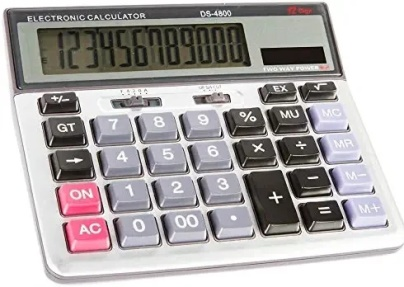 ELECTRONIC CALCULATOR DS-4800
1234567890000
TWO WAY POWER
+/- EX √
GT 7 8 9 % MU MC
→ 4 5 6 × ÷ MR
ON 1 2 3 + − M−
AC 0 00 • = M+